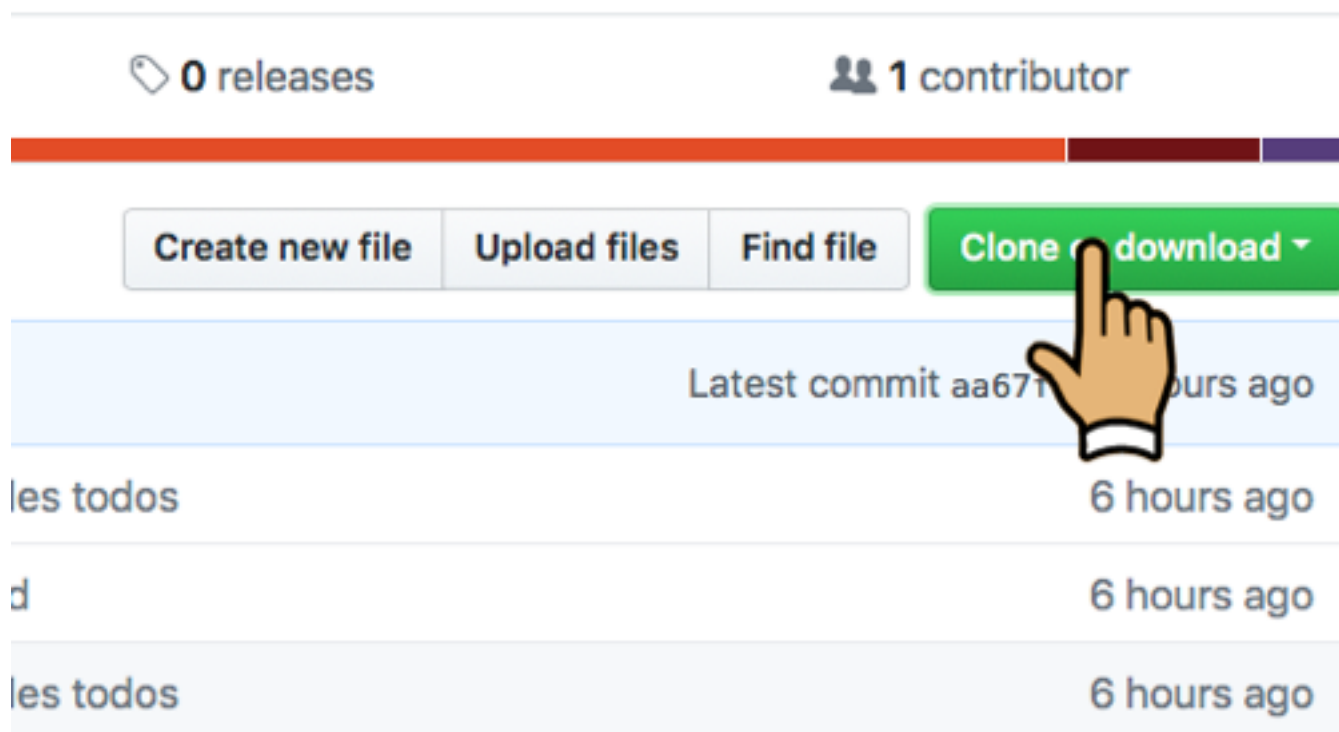 0 releases
1 contributor
Create new file Upload files Find file Clone download
Latest commit ago
les todos 6 hours ago
6 hours ago
les todos 6 hours ago